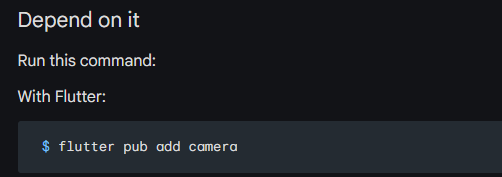 Depend on it
Run this command:
With Flutter:
$ flutter pub add camera